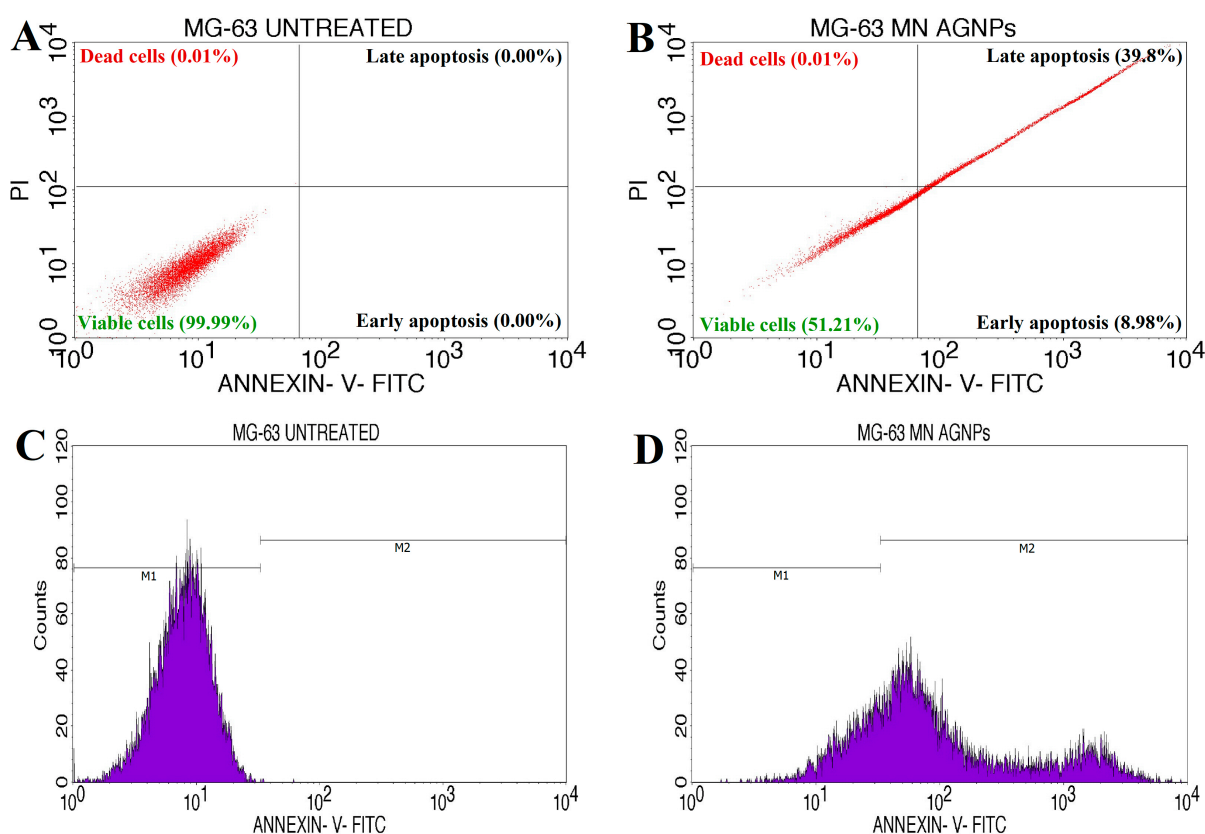 A
MG-63 UNTREATED
10^4
10^3
10^2
10^1
10^0
PI
Dead cells (0.01%)
Late apoptosis (0.00%)
Viable cells (99.99%)
Early apoptosis (0.00%)
10^0 10^1 10^2 10^3 10^4
ANNEXIN- V- FITC
B
MG-63 MN AGNPs
10^4
10^3
10^2
10^1
10^0
PI
Dead cells (0.01%)
Late apoptosis (39.8%)
Viable cells (51.21%)
Early apoptosis (8.98%)
10^0 10^1 10^2 10^3 10^4
ANNEXIN- V- FITC
C
MG-63 UNTREATED
120
100
80
60
40
20
0
Counts
M1
M2
10^0 10^1 10^2 10^3 10^4
ANNEXIN- V- FITC
D
MG-63 MN AGNPs
120
100
80
60
40
20
0
Counts
M1
M2
10^0 10^1 10^2 10^3 10^4
ANNEXIN- V- FITC